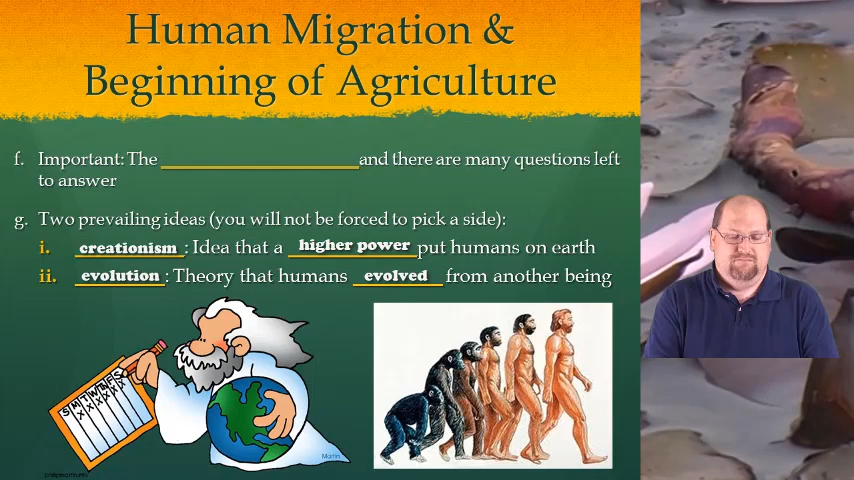 Human Migration &
Beginning of Agriculture
f. Important: The ____________________ and there are many questions left
to answer
g. Two prevailing ideas (you will not be forced to pick a side):
i. creationism : Idea that a higher power put humans on earth
ii. evolution : Theory that humans evolved from another being
S M T W Th F S
Martin